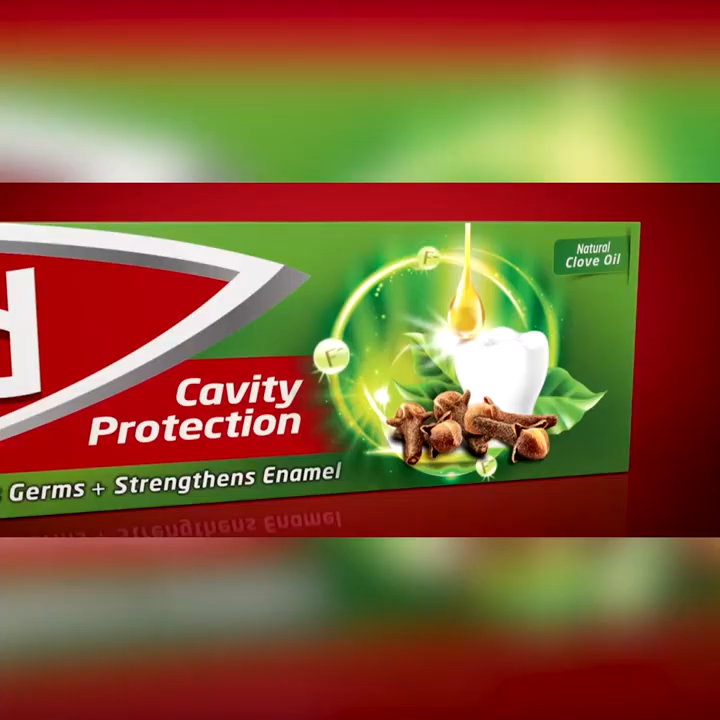 Natural
Clove Oil
d
Cavity
Protection
Germs + Strengthens Enamel